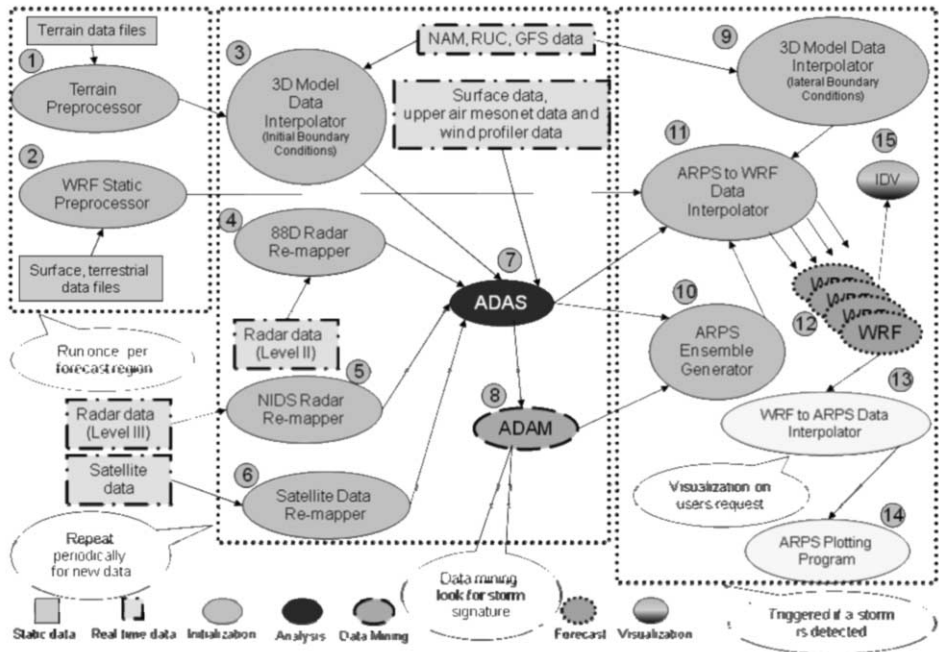 Terrain data files
1
Terrain
Preprocessor
2
WRF Static
Preprocessor
Surface, terrestrial
data files
Run once per
forecast region
Radar data
(Level III)
Satellite
data
Repeat
periodically
for new data
3
3D Model
Data
Interpolator
(Initial Boundary
Conditions)
NAM, RUC, GFS data
Surface data,
upper air mesonet data and
wind profiler data
4
88D Radar
Re-mapper
Radar data
(Level II)
5
NIDS Radar
Re-mapper
6
Satellite Data
Re-mapper
7
ADAS
8
ADAM
Data mining
look for storm
signature
9
3D Model Data
Interpolator
(lateral Boundary
Conditions)
11
ARPS to WRF
Data
Interpolator
15
IDV
10
ARPS
Ensemble
Generator
12
WRF
WRF
WRF
WRF
13
WRF to ARPS Data
Interpolator
Visualization on
users request
14
ARPS Plotting
Program
Triggered if a storm
is detected
Static data
Real time data
Initialization
Analysis
Data Mining
Forecast
Visualization